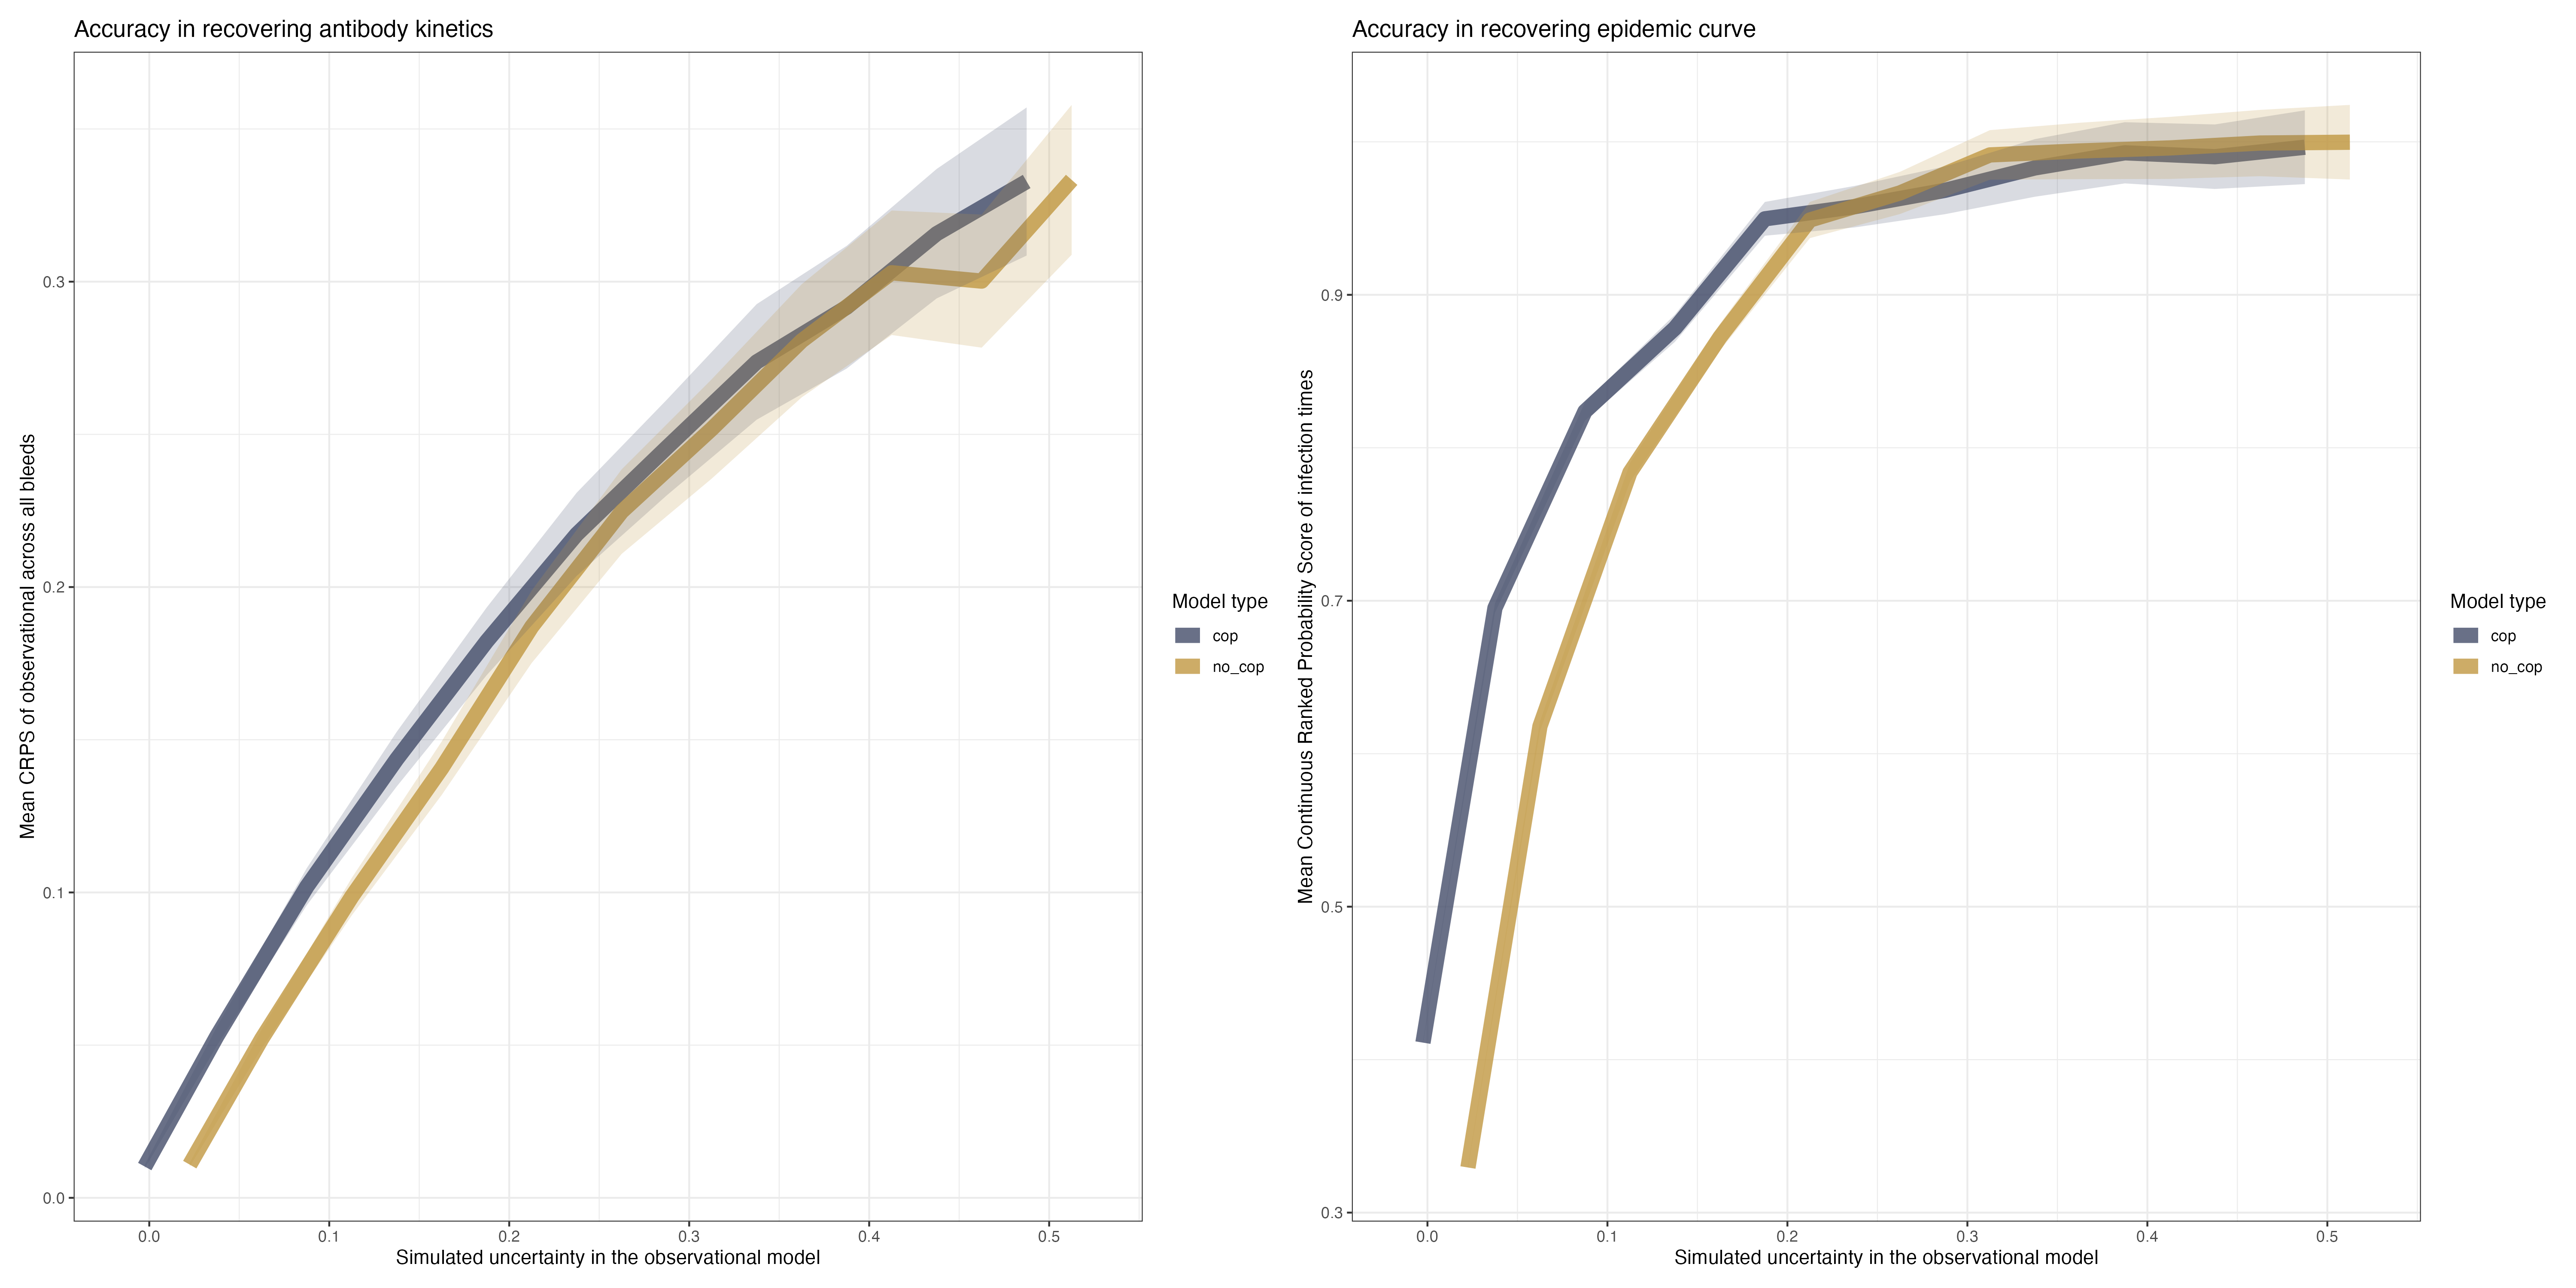 Accuracy in recovering antibody kinetics
Mean CRPS of observational across all bleeds
0.3
0.2
0.1
0.0
0.0
0.1
0.2
0.3
0.4
0.5
Simulated uncertainty in the observational model
Model type
cop
no_cop
Accuracy in recovering epidemic curve
Mean Continuous Ranked Probability Score of infection times
0.9
0.7
0.5
0.3
0.0
0.1
0.2
0.3
0.4
0.5
Simulated uncertainty in the observational model
Model type
cop
no_cop